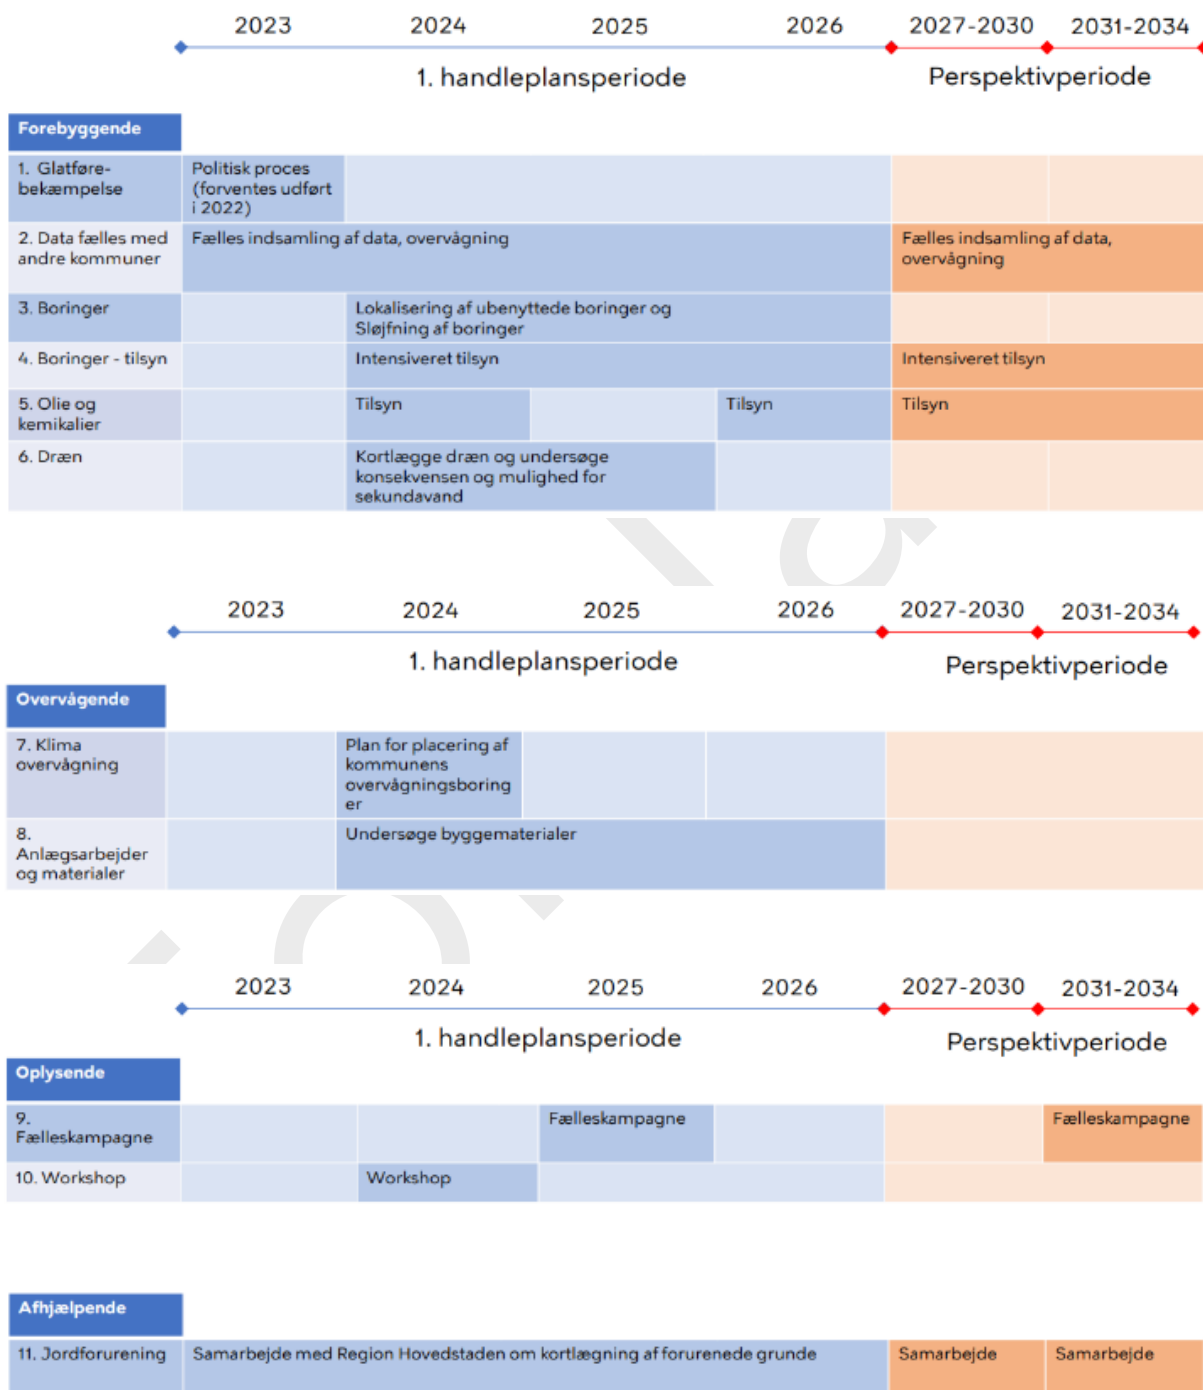 2023 2024 2025 2026 2027-2030 2031-2034
1. handleplansperiode Perspektivperiode
Forebyggende
1. Glatføre-
bekæmpelse
Politisk proces
(forventes udført
i 2022)
2. Data fælles med
andre kommuner
Fælles indsamling af data, overvågning
Fælles indsamling af data,
overvågning
3. Boringer
Lokalisering af ubenyttede boringer og
Sløjfning af boringer
4. Boringer - tilsyn
Intensiveret tilsyn
Intensiveret tilsyn
5. Olie og
kemikalier
Tilsyn
Tilsyn
Tilsyn
6. Dræn
Kortlægge dræn og undersøge
konsekvensen og mulighed for
sekundavand
2023 2024 2025 2026 2027-2030 2031-2034
1. handleplansperiode Perspektivperiode
Overvågende
7. Klima
overvågning
Plan for placering af
kommunens
overvågningsboring
er
8.
Anlægsarbejder
og materialer
Undersøge byggematerialer
2023 2024 2025 2026 2027-2030 2031-2034
1. handleplansperiode Perspektivperiode
Oplysende
9.
Fælleskampagne
Fælleskampagne
Fælleskampagne
10. Workshop
Workshop
Afhjælpende
11. Jordforurening
Samarbejde med Region Hovedstaden om kortlægning af forurenede grunde
Samarbejde
Samarbejde